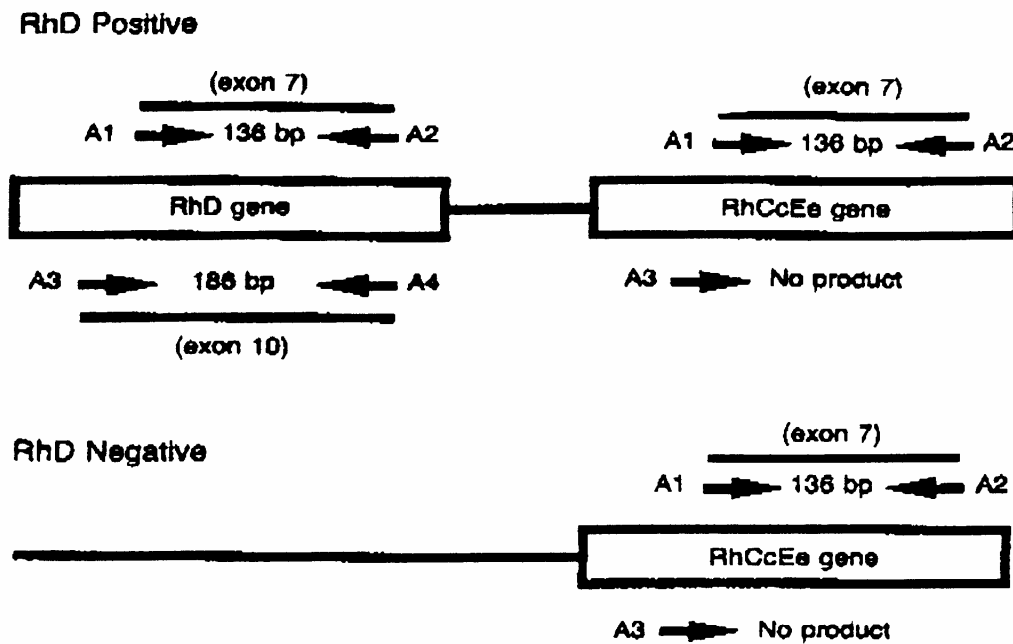 RhD Positive
(exon 7) (exon 7)
A1 136 bp A2 A1 136 bp A2
RhD gene RhCcEe gene
A3 186 bp A4 A3 No product
(exon 10)
RhD Negative
(exon 7)
A1 136 bp A2
RhCcEe gene
A3 No product